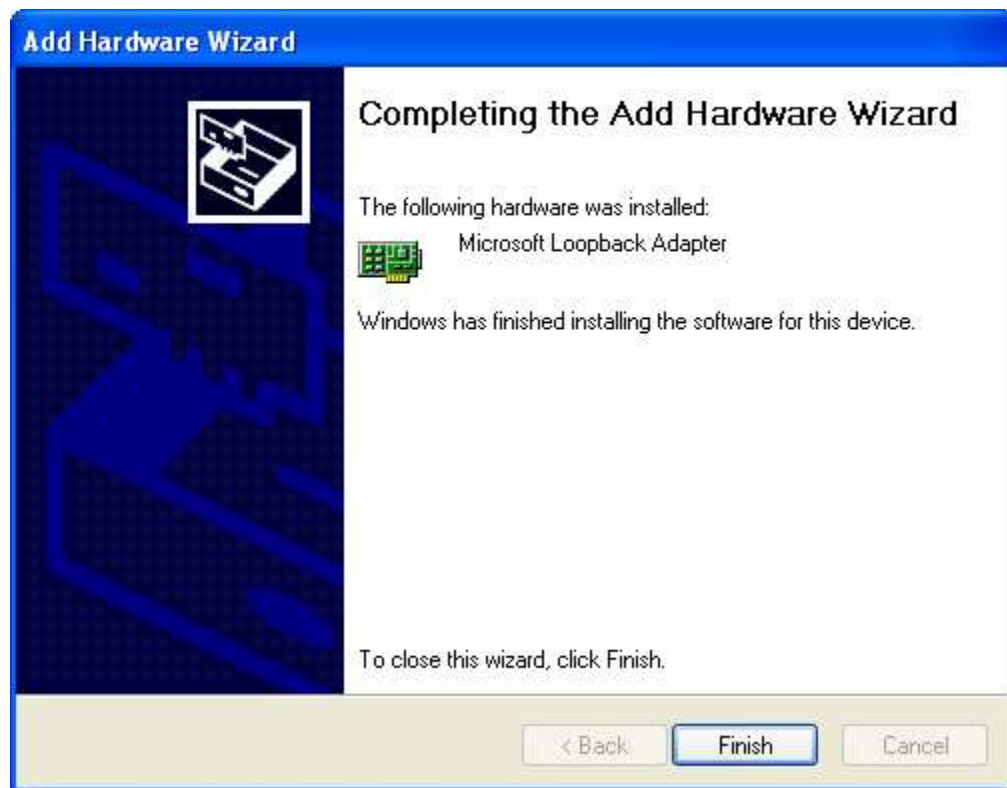 Add Hardware Wizard
Completing the Add Hardware Wizard
The following hardware was installed:
Microsoft Loopback Adapter
Windows has finished installing the software for this device.
To close this wizard, click Finish.
< Back Finish Cancel